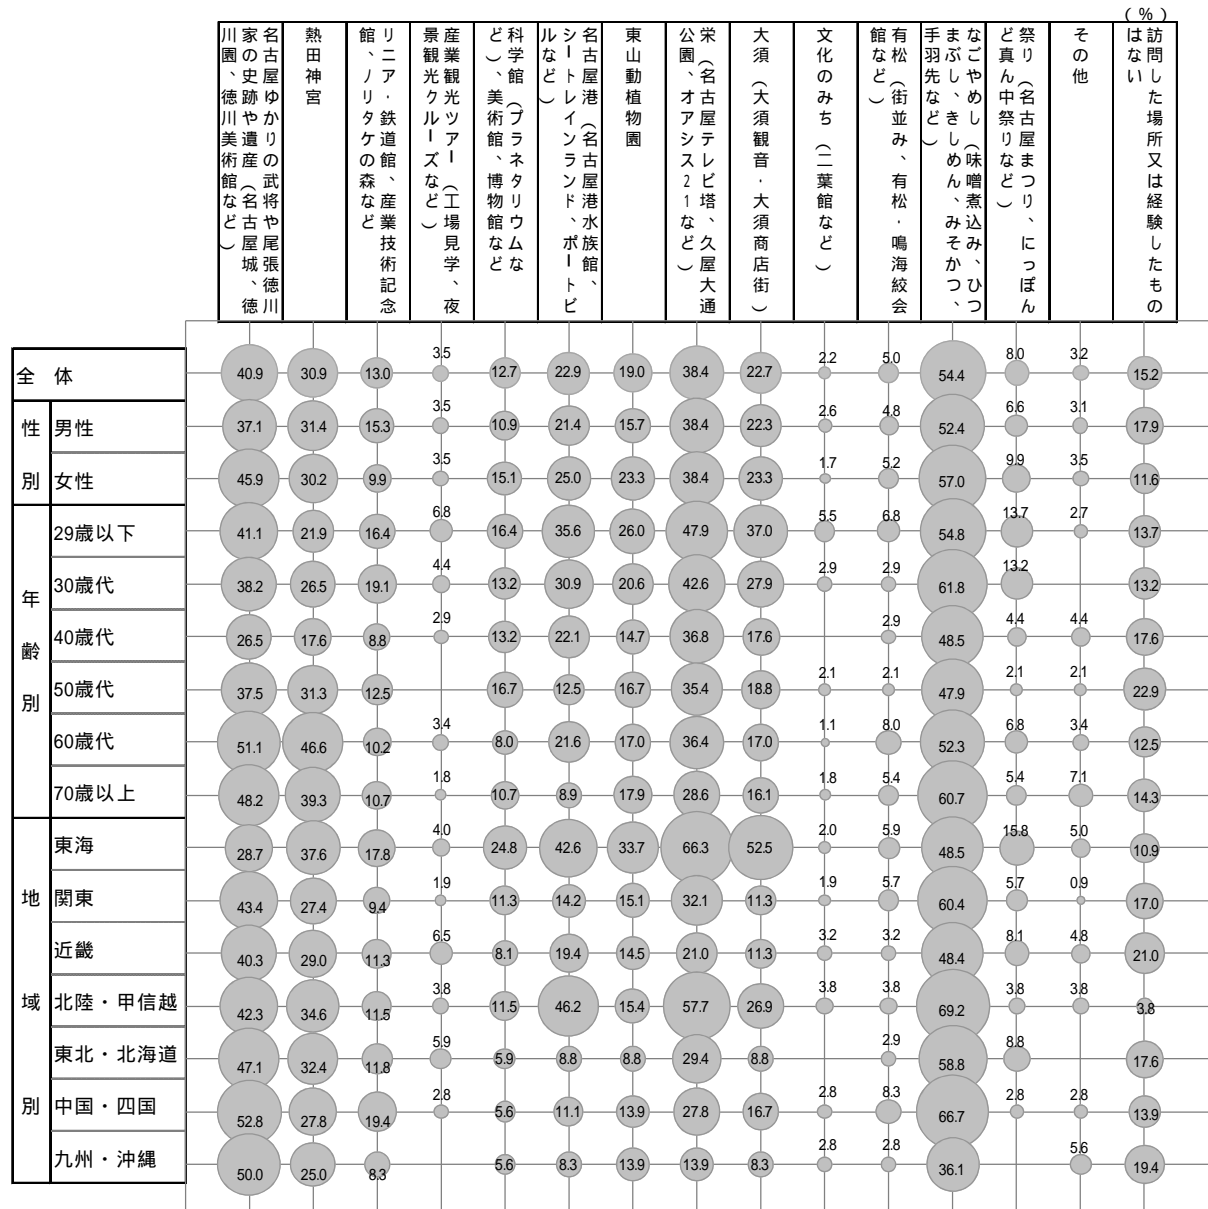 （％）
名古屋ゆかりの武将や尾張徳川
家の史跡や遺産（名古屋城、徳
川園、徳川美術館など）
熱田神宮
リニア・鉄道館、産業技術記念
館、ノリタケの森など
産業観光ツアー（工場見学、夜
景観光クルーズなど）
科学館（プラネタリウムな
ど）、美術館、博物館など
名古屋港（名古屋港水族館、
シートレインランド、ポートビ
ルなど）
東山動植物園
栄（名古屋テレビ塔、久屋大通
公園、オアシス２１など）
大須（大須観音・大須商店街）
文化のみち（二葉館など）
有松（街並み、有松・鳴海絞会
館など）
なごやめし（味噌煮込み、ひつ
まぶし、きしめん、みそかつ、
手羽先など）
祭り（名古屋まつり、にっぽん
ど真ん中祭りなど）
その他
訪問した場所又は経験したもの
はない
全 体 40.9 30.9 13.0 3.5 12.7 22.9 19.0 38.4 22.7 2.2 5.0 54.4 8.0 3.2 15.2
性別
男性 37.1 31.4 15.3 3.5 10.9 21.4 15.7 38.4 22.3 2.6 4.8 52.4 6.6 3.1 17.9
女性 45.9 30.2 9.9 3.5 15.1 25.0 23.3 38.4 23.3 1.7 5.2 57.0 9.9 3.5 11.6
年齢別
29歳以下 41.1 21.9 16.4 6.8 16.4 35.6 26.0 47.9 37.0 5.5 6.8 54.8 13.7 2.7 13.7
30歳代 38.2 26.5 19.1 4.4 13.2 30.9 20.6 42.6 27.9 2.9 2.9 61.8 13.2 13.2
40歳代 26.5 17.6 8.8 2.9 13.2 22.1 14.7 36.8 17.6 2.9 48.5 4.4 4.4 17.6
50歳代 37.5 31.3 12.5 16.7 12.5 16.7 35.4 18.8 2.1 2.1 47.9 2.1 2.1 22.9
60歳代 51.1 46.6 10.2 3.4 8.0 21.6 17.0 36.4 17.0 1.1 8.0 52.3 6.8 3.4 12.5
70歳以上 48.2 39.3 10.7 1.8 10.7 8.9 17.9 28.6 16.1 1.8 5.4 60.7 5.4 7.1 14.3
地域別
東海 28.7 37.6 17.8 4.0 24.8 42.6 33.7 66.3 52.5 2.0 5.9 48.5 15.8 5.0 10.9
関東 43.4 27.4 9.4 1.9 11.3 14.2 15.1 32.1 11.3 1.9 5.7 60.4 5.7 0.9 17.0
近畿 40.3 29.0 11.3 6.5 8.1 19.4 14.5 21.0 11.3 3.2 3.2 48.4 8.1 4.8 21.0
北陸・甲信越 42.3 34.6 11.5 3.8 11.5 46.2 15.4 57.7 26.9 3.8 3.8 69.2 3.8 3.8 3.8
東北・北海道 47.1 32.4 11.8 5.9 5.9 8.8 8.8 29.4 8.8 2.9 58.8 8.8 17.6
中国・四国 52.8 27.8 19.4 2.8 5.6 11.1 13.9 27.8 16.7 2.8 8.3 66.7 2.8 2.8 13.9
九州・沖縄 50.0 25.0 8.3 5.6 8.3 13.9 13.9 8.3 2.8 2.8 36.1 5.6 19.4